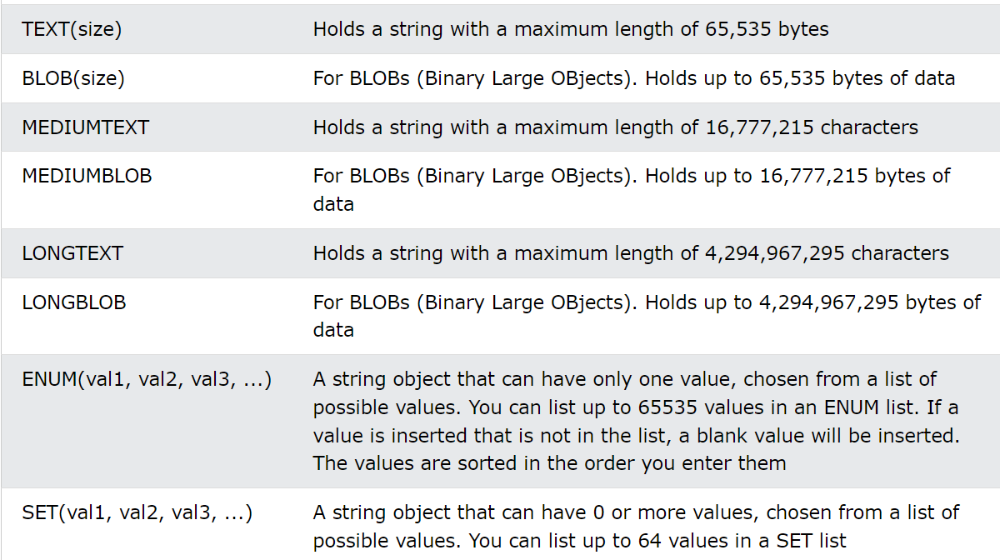 TEXT(size) Holds a string with a maximum length of 65,535 bytes
BLOB(size) For BLOBs (Binary Large OBjects). Holds up to 65,535 bytes of data
MEDIUMTEXT Holds a string with a maximum length of 16,777,215 characters
MEDIUMBLOB For BLOBs (Binary Large OBjects). Holds up to 16,777,215 bytes of
data
LONGTEXT Holds a string with a maximum length of 4,294,967,295 characters
LONGBLOB For BLOBs (Binary Large OBjects). Holds up to 4,294,967,295 bytes of
data
ENUM(val1, val2, val3, ...) A string object that can have only one value, chosen from a list of
possible values. You can list up to 65535 values in an ENUM list. If a
value is inserted that is not in the list, a blank value will be inserted.
The values are sorted in the order you enter them
SET(val1, val2, val3, ...) A string object that can have 0 or more values, chosen from a list of
possible values. You can list up to 64 values in a SET list